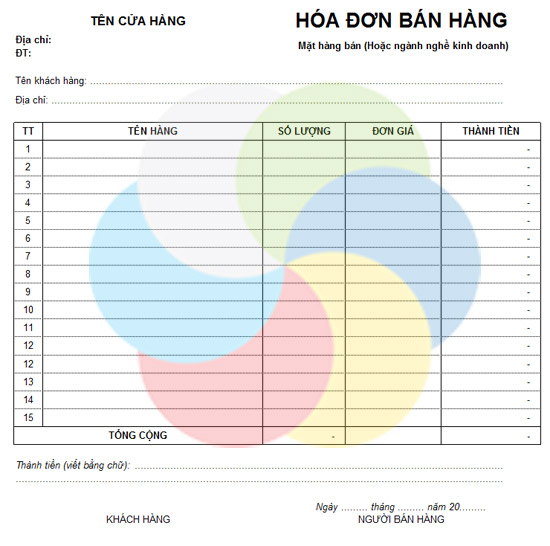 TÊN CỬA HÀNG
HÓA ĐƠN BÁN HÀNG
Địa chỉ:
ĐT:
Mặt hàng bán (Hoặc ngành nghề kinh doanh)
Tên khách hàng: ........................................
Địa chỉ: ........................................
TT TÊN HÀNG SỐ LƯỢNG ĐƠN GIÁ THÀNH TIỀN
1 -
2 -
3 -
4 -
5 -
6 -
7 -
8 -
9 -
10 -
11 -
12 -
12 -
13 -
14 -
15 -
TỔNG CỘNG - -
Thành tiền (viết bằng chữ): ........................................
........................................
Ngày ......... tháng ......... năm 20.........
KHÁCH HÀNG NGƯỜI BÁN HÀNG